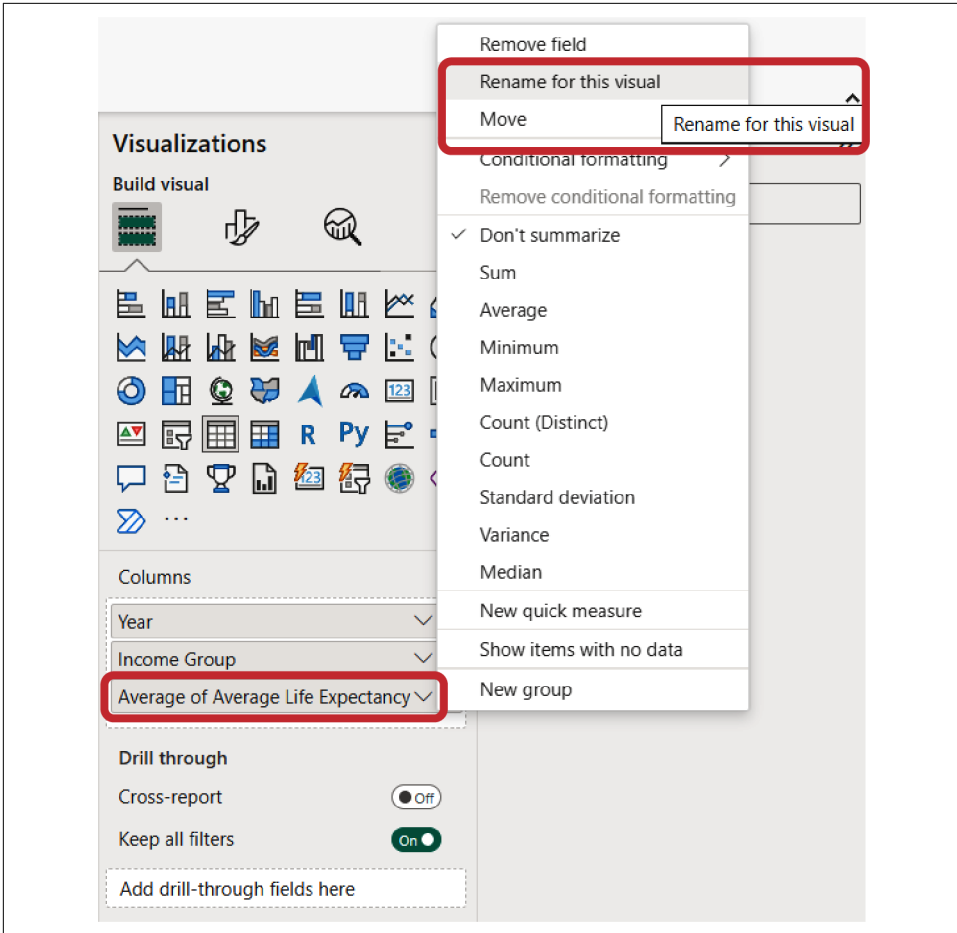 Remove field
Rename for this visual
Move
Rename for this visual
Conditional formatting
Remove conditional formatting
Don't summarize
Sum
Average
Minimum
Maximum
Count (Distinct)
Count
Standard deviation
Variance
Median
New quick measure
Show items with no data
New group
Visualizations
Build visual
123
R
Py
123
Columns
Year
Income Group
Average of Average Life Expectancy
Drill through
Cross-report
Off
Keep all filters
On
Add drill-through fields here